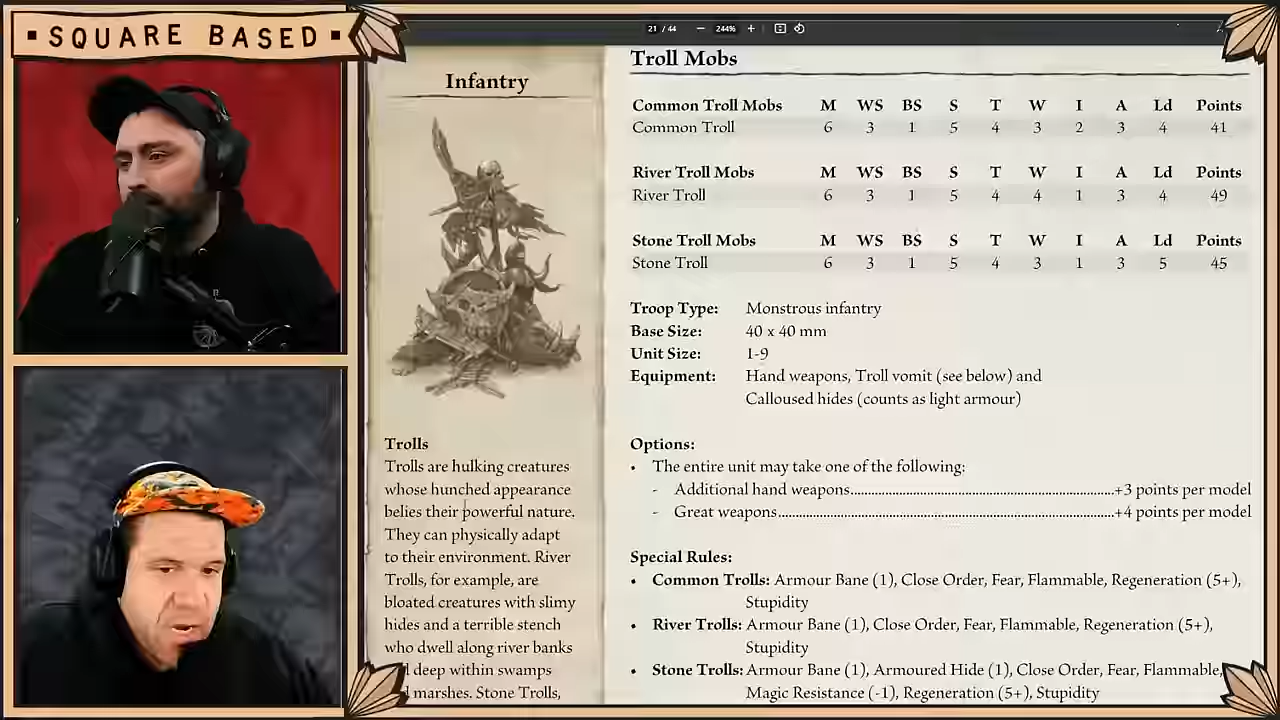 SQUARE BASED
21 / 44 244%
Infantry
Trolls
Trolls are hulking creatures
whose hunched appearance
belies their powerful nature.
They can physically adapt
to their environment. River
Trolls, for example, are
bloated creatures with slimy
hides and a terrible stench
who dwell along river banks
deep within swamps
marshes. Stone Trolls,
Troll Mobs
Common Troll Mobs M WS BS S T W I A Ld Points
Common Troll 6 3 1 5 4 3 2 3 4 41
River Troll Mobs M WS BS S T W I A Ld Points
River Troll 6 3 1 5 4 4 1 3 4 49
Stone Troll Mobs M WS BS S T W I A Ld Points
Stone Troll 6 3 1 5 4 3 1 3 5 45
Troop Type: Monstrous infantry
Base Size: 40 x 40 mm
Unit Size: 1-9
Equipment: Hand weapons, Troll vomit (see below) and
Calloused hides (counts as light armour)
Options:
• The entire unit may take one of the following:
- Additional hand weapons...+3 points per model
- Great weapons...+4 points per model
Special Rules:
• Common Trolls: Armour Bane (1), Close Order, Fear, Flammable, Regeneration (5+),
Stupidity
• River Trolls: Armour Bane (1), Close Order, Fear, Flammable, Regeneration (5+),
Stupidity
• Stone Trolls: Armour Bane (1), Armoured Hide (1), Close Order, Fear, Flammable,
Magic Resistance (-1), Regeneration (5+), Stupidity